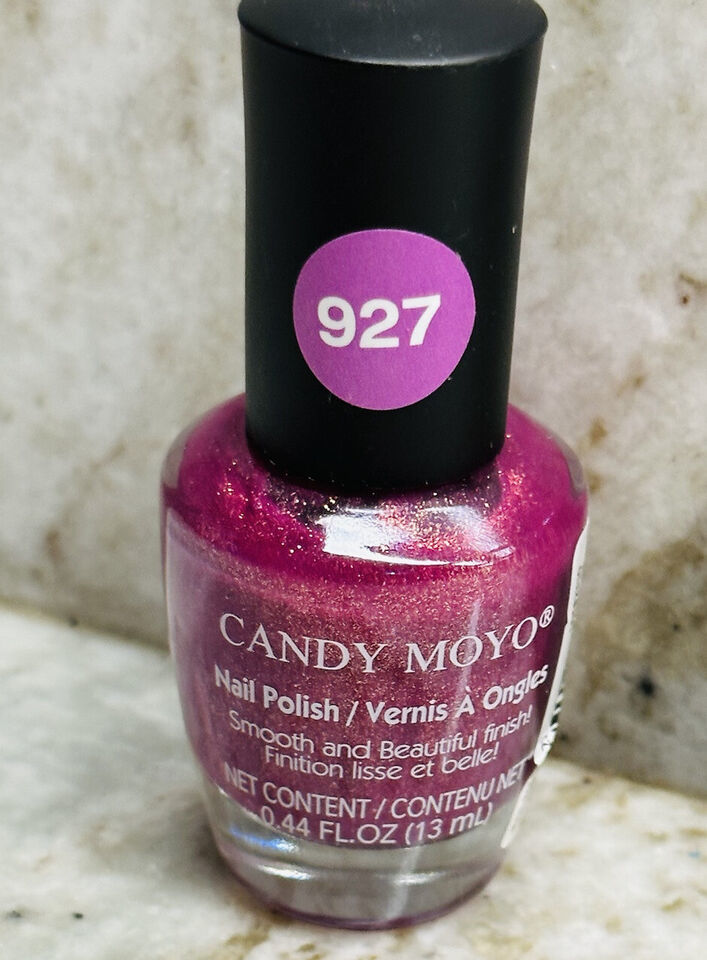 927
CANDY MOYO®
Nail Polish / Vernis À Ongles
Smooth and Beautiful finish!
Finition lisse et belle!
NET CONTENT / CONTENU NET
0.44 FL.OZ (13 mL)